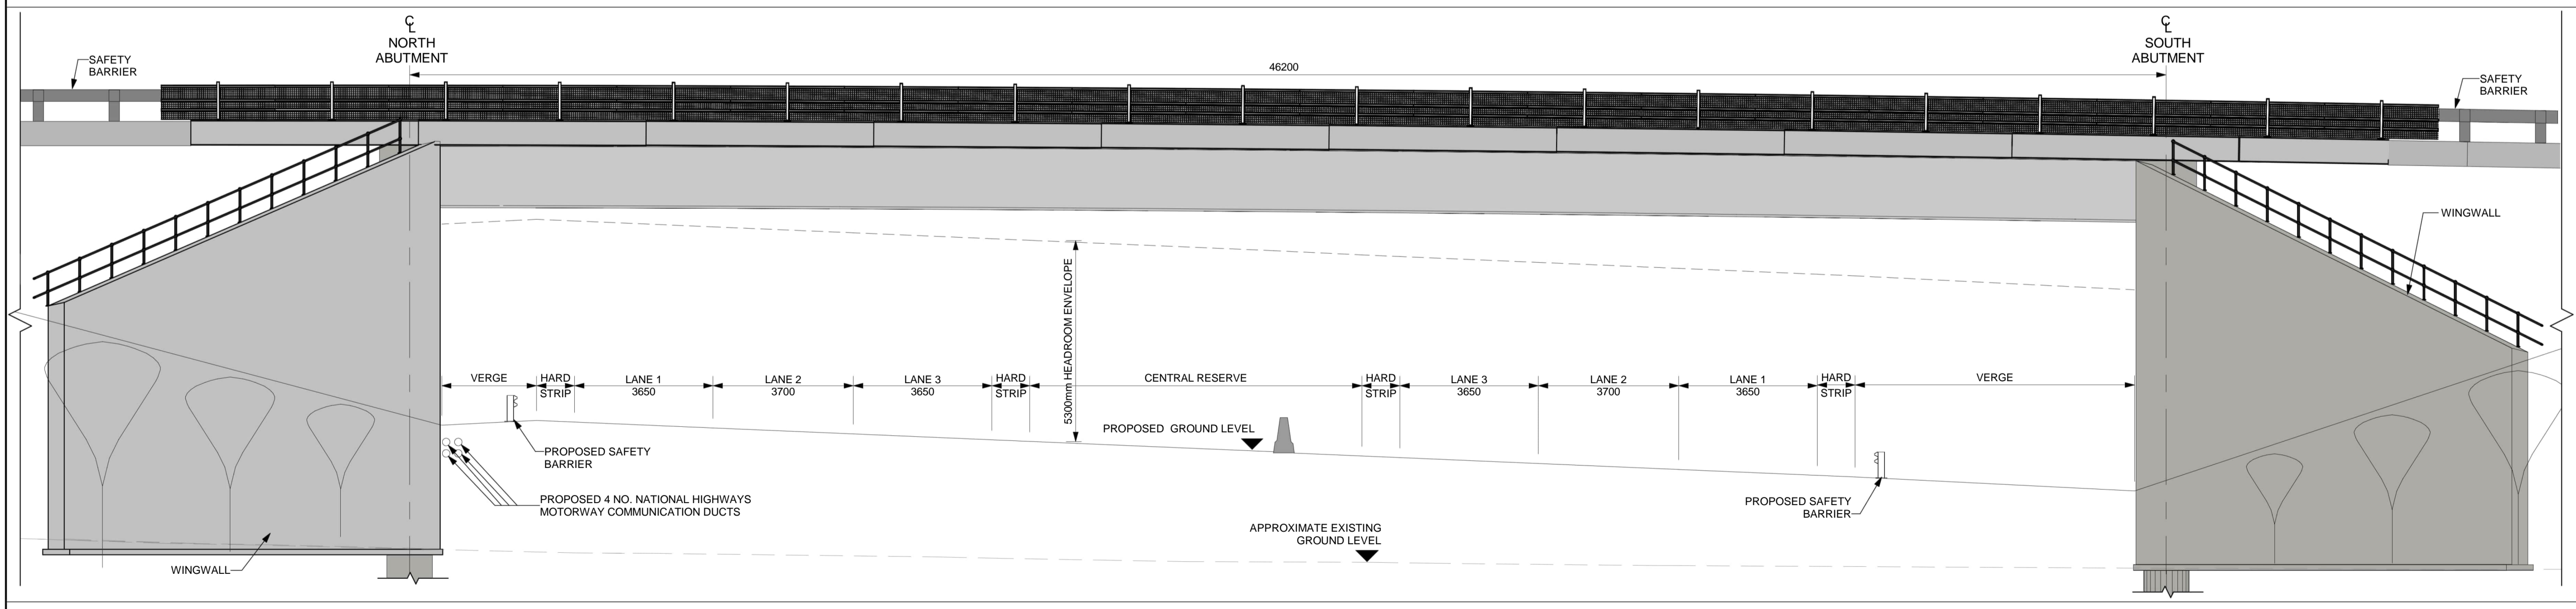 ℄
NORTH
ABUTMENT
℄
SOUTH
ABUTMENT
SAFETY
BARRIER
46200
SAFETY
BARRIER
WINGWALL
5300mm HEADROOM ENVELOPE
VERGE
HARD
STRIP
LANE 1
3650
LANE 2
3700
LANE 3
3650
HARD
STRIP
CENTRAL RESERVE
HARD
STRIP
LANE 3
3650
LANE 2
3700
LANE 1
3650
HARD
STRIP
VERGE
PROPOSED GROUND LEVEL
PROPOSED SAFETY
BARRIER
PROPOSED 4 NO. NATIONAL HIGHWAYS
MOTORWAY COMMUNICATION DUCTS
PROPOSED SAFETY
BARRIER
APPROXIMATE EXISTING
GROUND LEVEL
WINGWALL